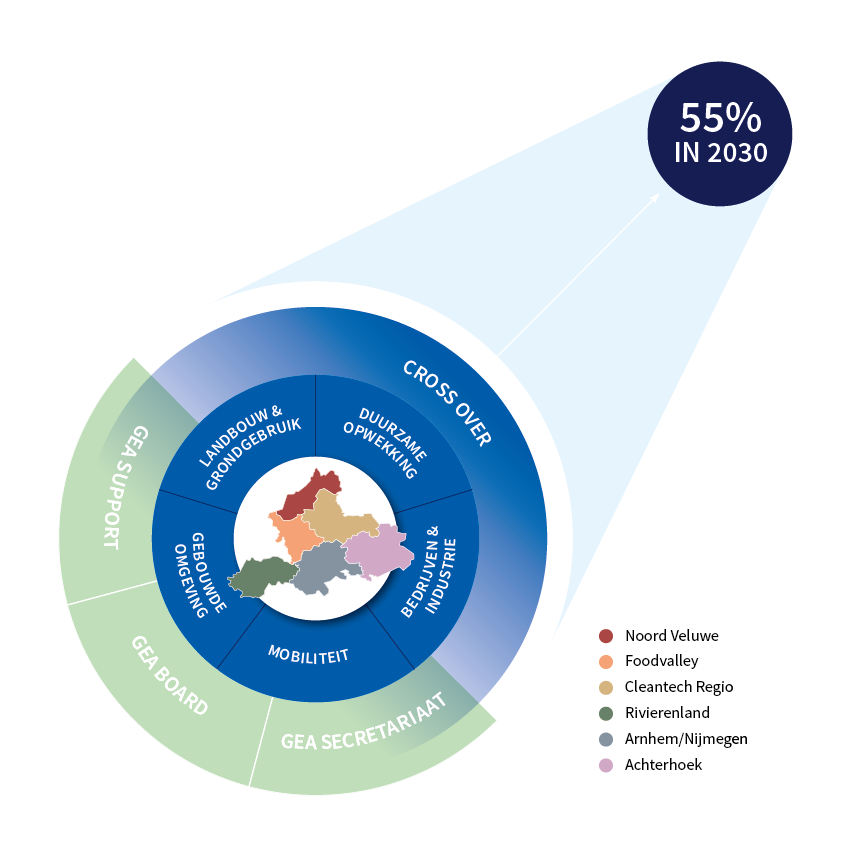 55%
IN 2030
CROSS OVER
LANDBOUW &
GRONDGEBRUIK
DUURZAME
OPWEKKING
GEA SUPPORT
GEBOUWDE
OMGEVING
BEDRIJVEN &
INDUSTRIE
MOBILITEIT
GEA BOARD
GEA SECRETARIAAT
Noord Veluwe
Foodvalley
Cleantech Regio
Rivierenland
Arnhem/Nijmegen
Achterhoek